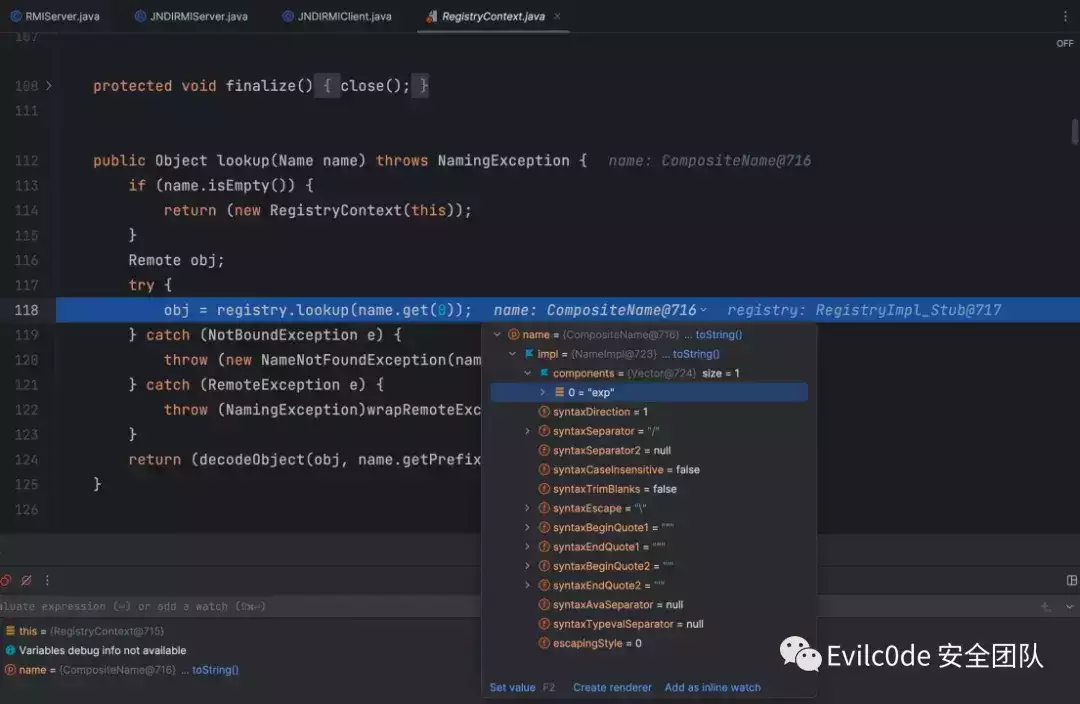 RMIServer.java JNDIRMIServer.java JNDIRMIClient.java RegistryContext.java
107
OFF
108 protected void finalize() { close(); }
111
112 public Object lookup(Name name) throws NamingException { name: CompositeName@716
113 if (name.isEmpty()) {
114 return (new RegistryContext(this));
115 }
116 Remote obj;
117 try {
118 obj = registry.lookup(name.get(0)); name: CompositeName@716 registry: RegistryImpl_Stub@717
119 } catch (NotBoundException e) {
120 throw (new NameNotFoundException(nam
121 } catch (RemoteException e) {
122 throw (NamingException)wrapRemoteExc
123 }
124 return (decodeObject(obj, name.getPrefix
125 }
126
name = {CompositeName@716} ... toString()
impl = {NameImpl@723} ... toString()
components = {Vector@724} size = 1
0 = "exp"
syntaxDirection = 1
syntaxSeparator = "/"
syntaxSeparator2 = null
syntaxCaseInsensitive = false
syntaxTrimBlanks = false
syntaxEscape = "\"
syntaxBeginQuote1 = """
syntaxEndQuote1 = """
syntaxBeginQuote2 = "'"
syntaxEndQuote2 = "'"
syntaxAvaSeparator = null
syntaxTypevalSeparator = null
escapingStyle = 0
Set value F2 Create renderer Add as inline watch
aluate expression (⏎) or add a watch (⇧⌘⏎)
this = {RegistryContext@715}
Variables debug info not available
name = {CompositeName@716} ... toString()
Evilc0de 安全团队